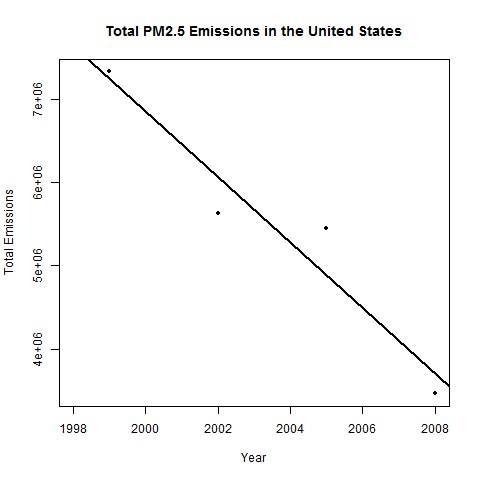 Total PM2.5 Emissions in the United States
Total Emissions
7e+06
6e+06
5e+06
4e+06
1998 2000 2002 2004 2006 2008
Year